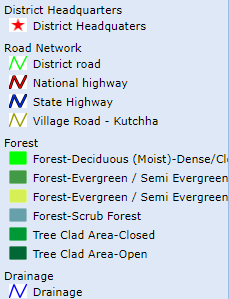 District Headquarters
District Headquaters
Road Network
District road
National highway
State Highway
Village Road - Kutchha
Forest
Forest-Deciduous (Moist)-Dense/Cl
Forest-Evergreen / Semi Evergreen
Forest-Evergreen / Semi Evergreen
Forest-Scrub Forest
Tree Clad Area-Closed
Tree Clad Area-Open
Drainage
Drainage